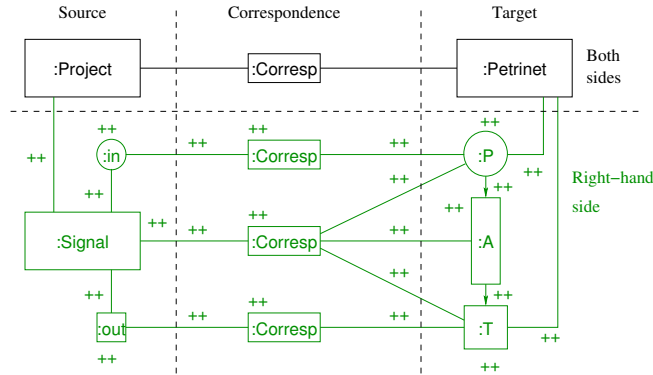 Source Correspondence Target
:Project :Corresp :Petrinet Both
sides
++ ++ ++
++ :in ++ :Corresp ++ :P ++
++ ++ ++ Right-hand
++ ++ ++ side
:Signal ++ :Corresp ++ :A
++ ++ ++ ++
:out ++ :Corresp ++ :T ++
++ ++